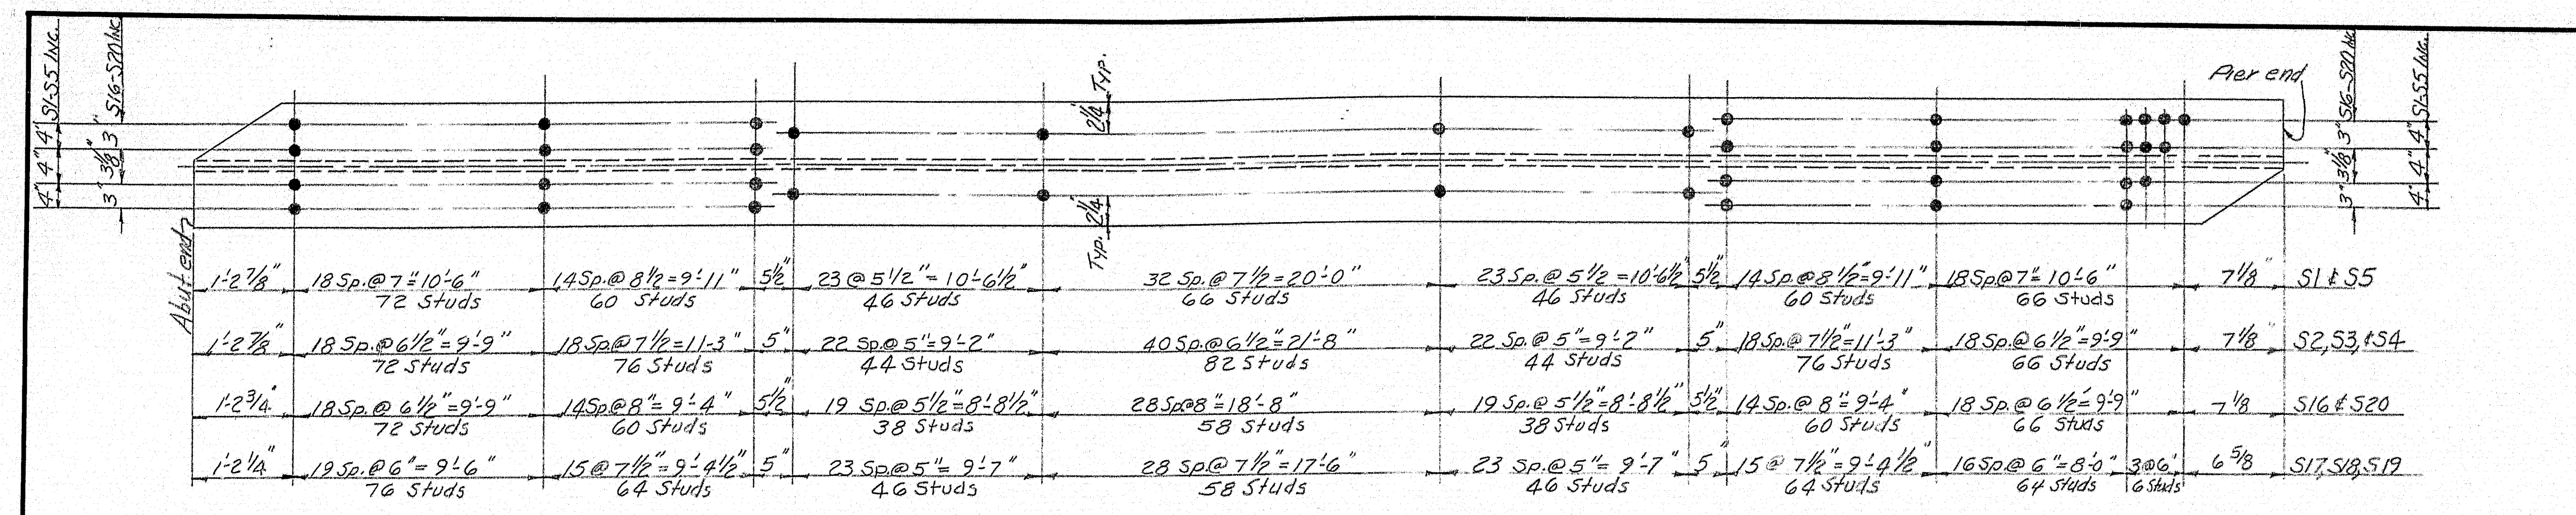 S1-S5 INC.
S16-S20 INC
4" 4" 4"
3" 3 1/8" 3"
Typ.
2 1/4"
Typ. 2 1/4"
Pier end
S16-S20 INC
S1-S5 INC.
3" 3 1/8" 3"
4" 4" 4"
Abut end
1'-2 7/8" 18 Sp.@7"=10'-6" 14 Sp.@8 1/2=9'-11" 5 1/2" 23@5 1/2"=10'-6 1/2" 32 Sp.@7 1/2=20'-0" 23 Sp.@5 1/2=10'-6 1/2" 5 1/2" 14 Sp.@8 1/2"=9'-11" 18 Sp@7"=10'-6" 7 1/8" S1 & S5
72 Studs 60 Studs 46 Studs 66 Studs 46 Studs 60 Studs 66 Studs
1'-2 7/8" 18 Sp.@6 1/2"=9'-9" 18 Sp@7 1/2=11'-3" 5" 22 Sp.@5"=9'-2" 40 Sp.@6 1/2"=21'-8" 22 Sp.@5"=9'-2" 5" 18 Sp@7 1/2"=11'-3" 18 Sp.@6 1/2"=9'-9" 7 1/8" S2,S3,&S4
72 Studs 76 Studs 44 Studs 82 Studs 44 Studs 76 Studs 66 Studs
1'-2 3/4" 18 Sp.@6 1/2"=9'-9" 14 Sp@8"=9'-4" 5 1/2" 19 Sp.@5 1/2"=8'-8 1/2" 28 Sp@8"=18'-8" 19 Sp.@5 1/2"=8'-8 1/2" 5 1/2" 14 Sp.@8"=9'-4" 18 Sp.@6 1/2=9'-9" 7 1/8 S16 & S20
72 Studs 60 Studs 38 Studs 58 Studs 38 Studs 60 Studs 66 Studs
1'-2 1/4" 19 Sp.@6"=9'-6" 15@7 1/2"=9'-4 1/2" 5" 23 Sp.@5"=9'-7" 28 Sp.@7 1/2"=17'-6" 23 Sp.@5"=9'-7" 5" 15@7 1/2"=9'-4 1/2" 16 Sp.@6"=8'-0" 3@6" 6 5/8 S17,S18,S19
76 Studs 64 Studs 46 Studs 58 Studs 46 Studs 64 Studs 64 Studs 6 Studs